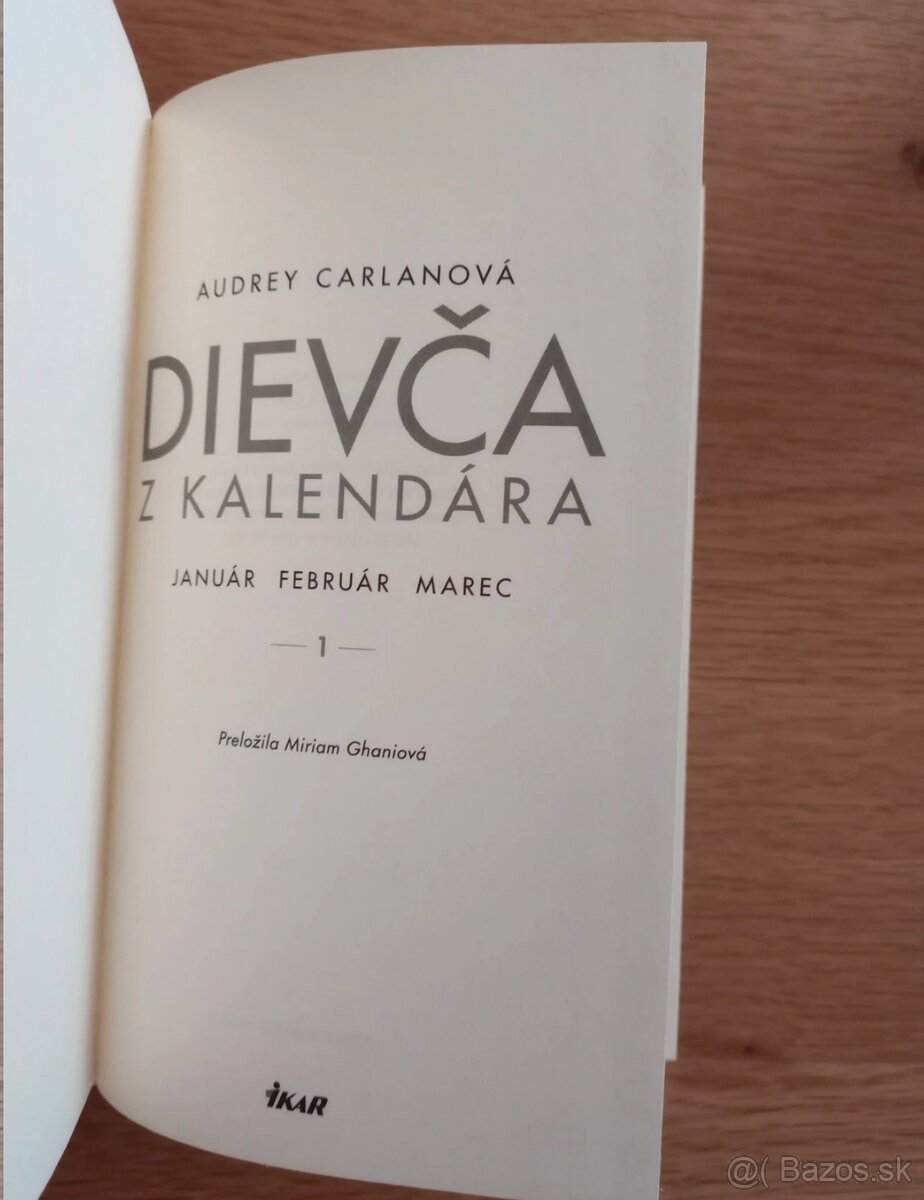 AUDREY CARLANOVÁ
DIEVČA
Z KALENDÁRA
JANUÁR FEBRUÁR MAREC
1
Preložila Miriam Ghaniová
IKAR
@( Bazos.sk